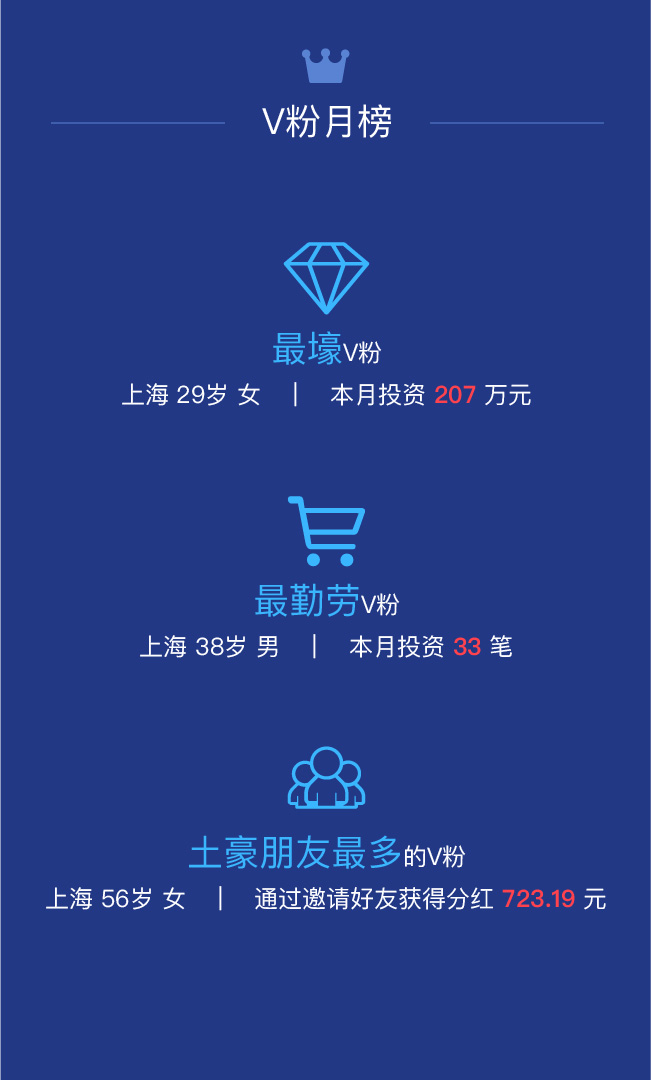 V粉月榜
最壕V粉
上海 29岁 女 | 本月投资 207 万元
最勤劳V粉
上海 38岁 男 | 本月投资 33 笔
土豪朋友最多的V粉
上海 56岁 女 | 通过邀请好友获得分红 723.19 元